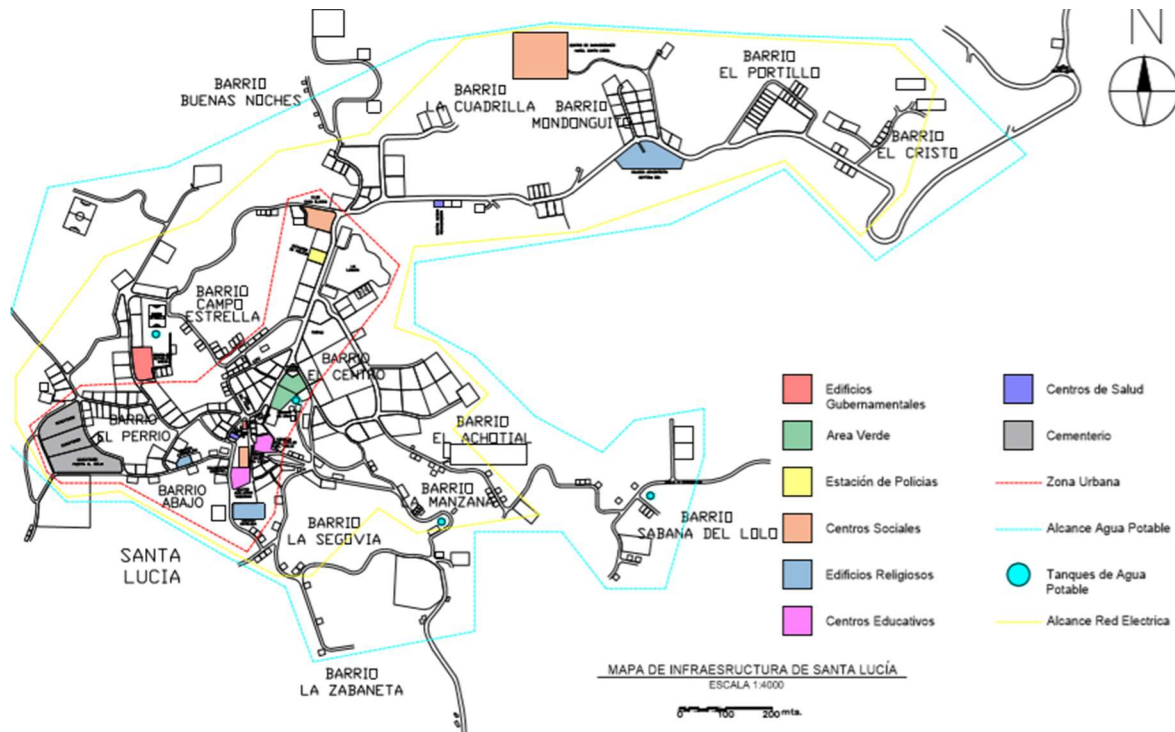 N
BARRIO
BUENAS NOCHES
BARRIO
LA CUADRILLA
BARRIO
MONDONGUITO
BARRIO
EL PORTILLO
BARRIO
EL CRISTO
BARRIO
CAMPO
ESTRELLA
BARRIO
EL CENTRO
BARRIO
EL PERRIO
BARRIO
EL ACHOTIAL
BARRIO
ABAJO
BARRIO
LA SEGOVIA
BARRIO
A MANZANA
BARRIO
SABANA DEL LOLO
SANTA
LUCIA
BARRIO
LA ZABANETA
Edificios
Gubernamentales
Area Verde
Estación de Policias
Centros Sociales
Edificios Religiosos
Centros Educativos
Centros de Salud
Cementerio
Zona Urbana
Alcance Agua Potable
Tanques de Agua
Potable
Alcance Red Electrica
MAPA DE INFRAESRUCTURA DE SANTA LUCÍA
ESCALA 1:4000
0 100 200 mts.